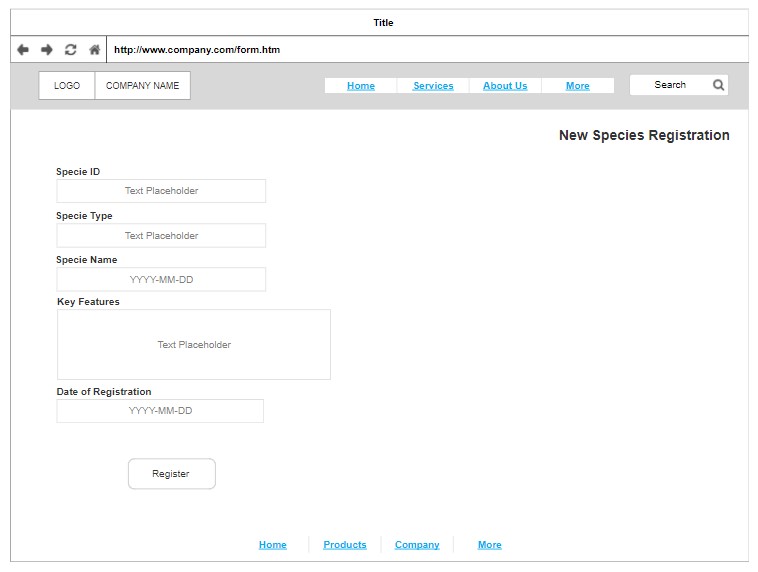 Title
http://www.company.com/form.htm
LOGO COMPANY NAME Home Services About Us More Search
New Species Registration
Specie ID
Text Placeholder
Specie Type
Text Placeholder
Specie Name
YYYY-MM-DD
Key Features
Text Placeholder
Date of Registration
YYYY-MM-DD
Register
Home Products Company More